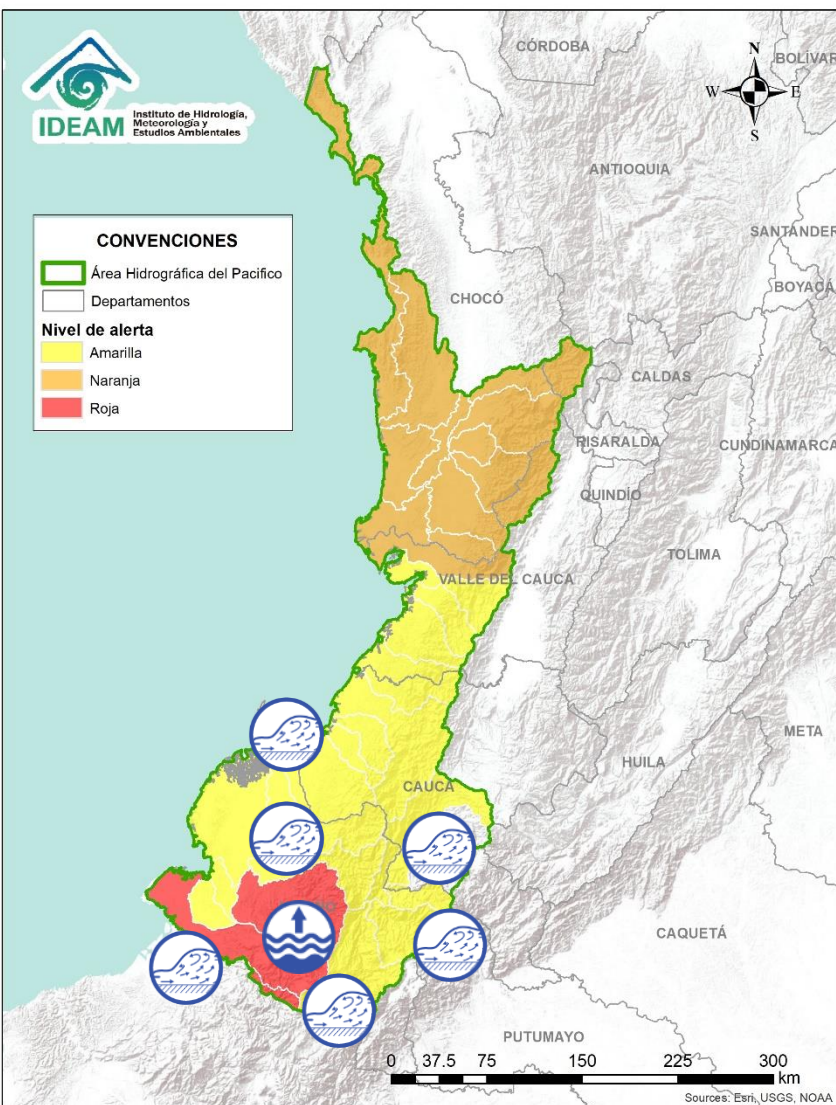 IDEAM
Instituto de Hidrología,
Meteorología y
Estudios Ambientales
N
W
E
S
CONVENCIONES
Área Hidrográfica del Pacifico
Departamentos
Nivel de alerta
Amarilla
Naranja
Roja
CÓRDOBA
BOLÍVAR
ANTIOQUIA
SANTANDER
BOYACÁ
CHOCÓ
CALDAS
RISARALDA
CUNDINAMARCA
QUINDÍO
TOLIMA
VALLE DEL CAUCA
META
HUILA
CAUCA
CAQUETÁ
PUTUMAYO
0 37.5 75 150 225 300
km
Sources: Esri, USGS, NOAA